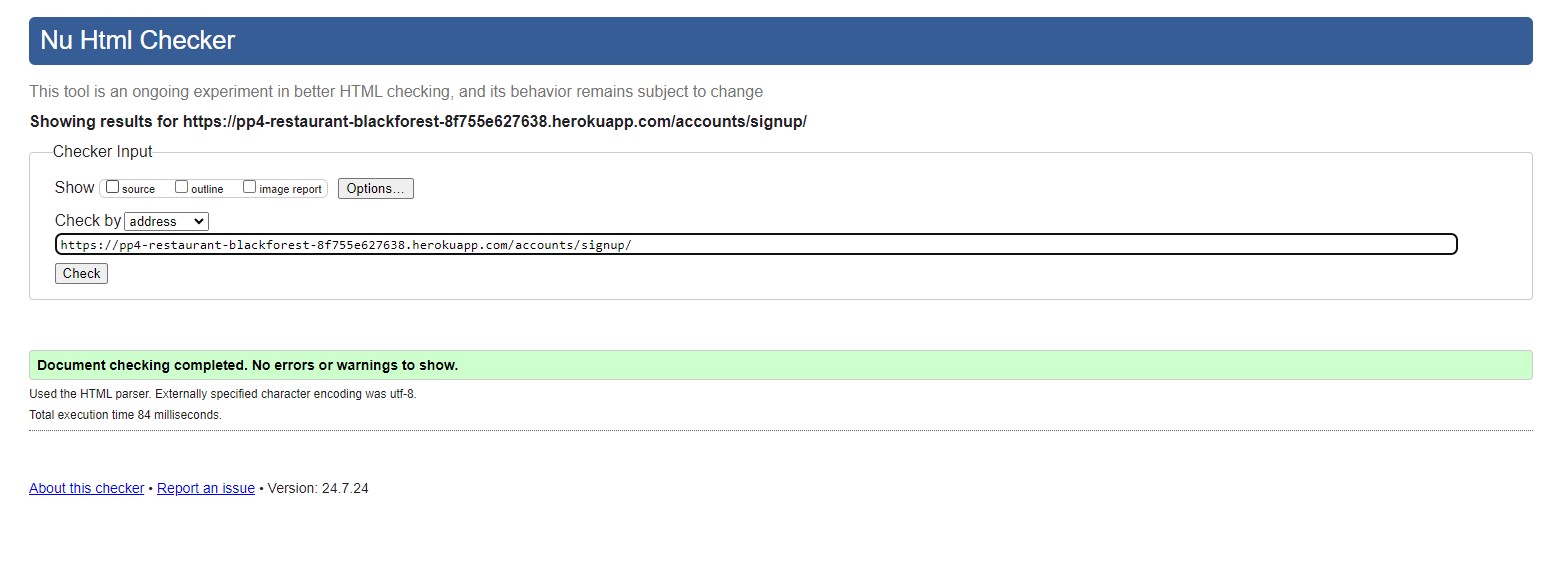 Nu Html Checker
This tool is an ongoing experiment in better HTML checking, and its behavior remains subject to change
Showing results for https://pp4-restaurant-blackforest-8f755e627638.herokuapp.com/accounts/signup/
Checker Input
Show source outline image report Options...
Check by address
https://pp4-restaurant-blackforest-8f755e627638.herokuapp.com/accounts/signup/
Check
Document checking completed. No errors or warnings to show.
Used the HTML parser. Externally specified character encoding was utf-8.
Total execution time 84 milliseconds.
About this checker • Report an issue • Version: 24.7.24